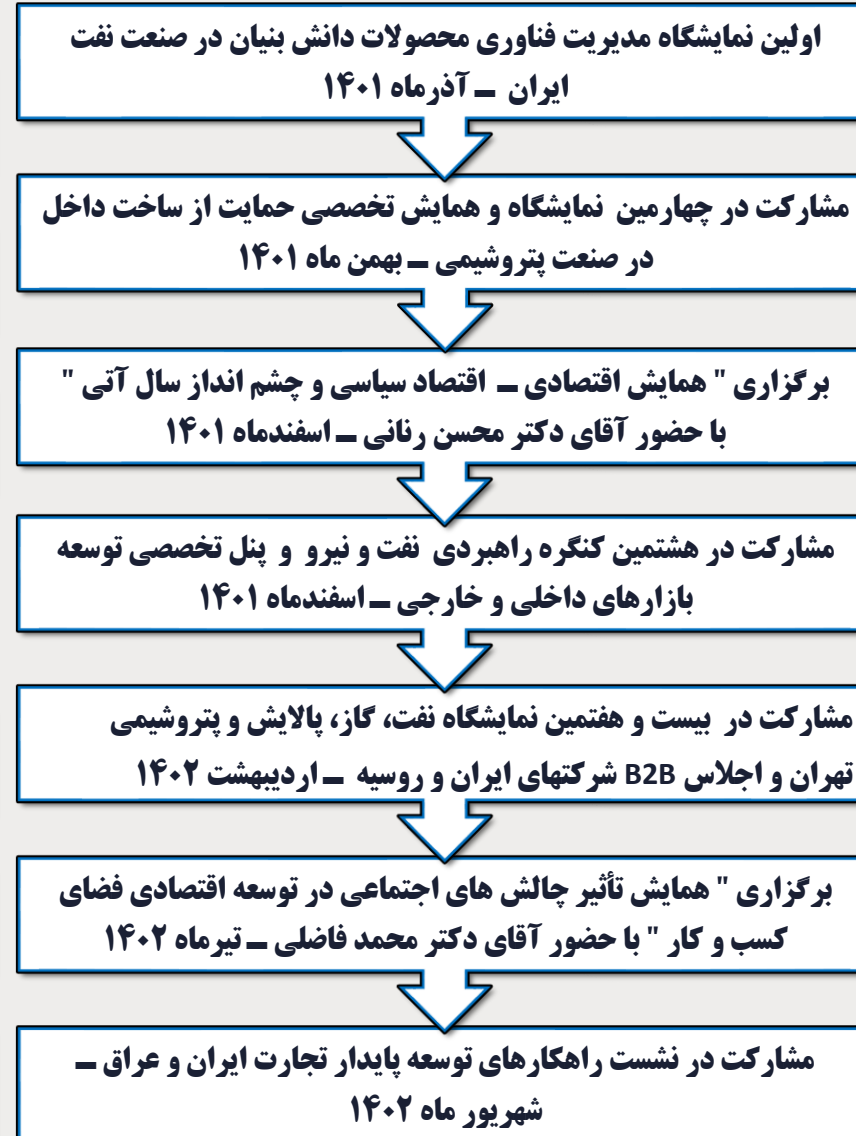 اولین نمایشگاه مدیریت فناوری محصولات دانش بنیان در صنعت نفت
ایران – آذرماه ۱۴۰۱
مشارکت در چهارمین نمایشگاه و همایش تخصصی حمایت از ساخت داخل
در صنعت پتروشیمی – بهمن ماه ۱۴۰۱
برگزاری " همایش اقتصادی – اقتصاد سیاسی و چشم انداز سال آتی "
با حضور آقای دکتر محسن رنانی – اسفندماه ۱۴۰۱
مشارکت در هشتمین کنگره راهبردی نفت و نیرو و پنل تخصصی توسعه
بازارهای داخلی و خارجی – اسفندماه ۱۴۰۱
مشارکت در بیست و هفتمین نمایشگاه نفت، گاز، پالایش و پتروشیمی
تهران و اجلاس B2B شرکتهای ایران و روسیه – اردیبهشت ۱۴۰۲
برگزاری " همایش تأثیر چالش های اجتماعی در توسعه اقتصادی فضای
کسب و کار " با حضور آقای دکتر محمد فاضلی – تیرماه ۱۴۰۲
مشارکت در نشست راهکارهای توسعه پایدار تجارت ایران و عراق –
شهریور ماه ۱۴۰۲